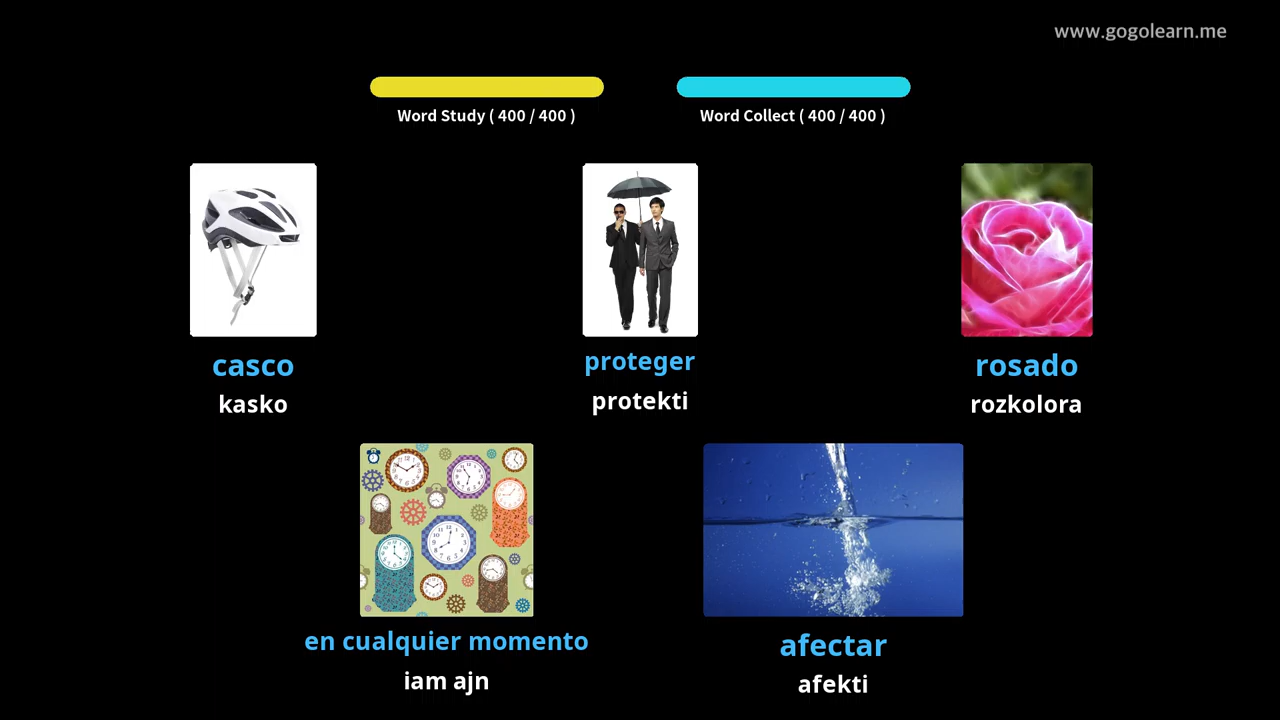 www.gogolearn.me
Word Study ( 400 / 400 )
Word Collect ( 400 / 400 )
casco
kasko
proteger
protekti
rosado
rozkolora
en cualquier momento
iam ajn
afectar
afekti